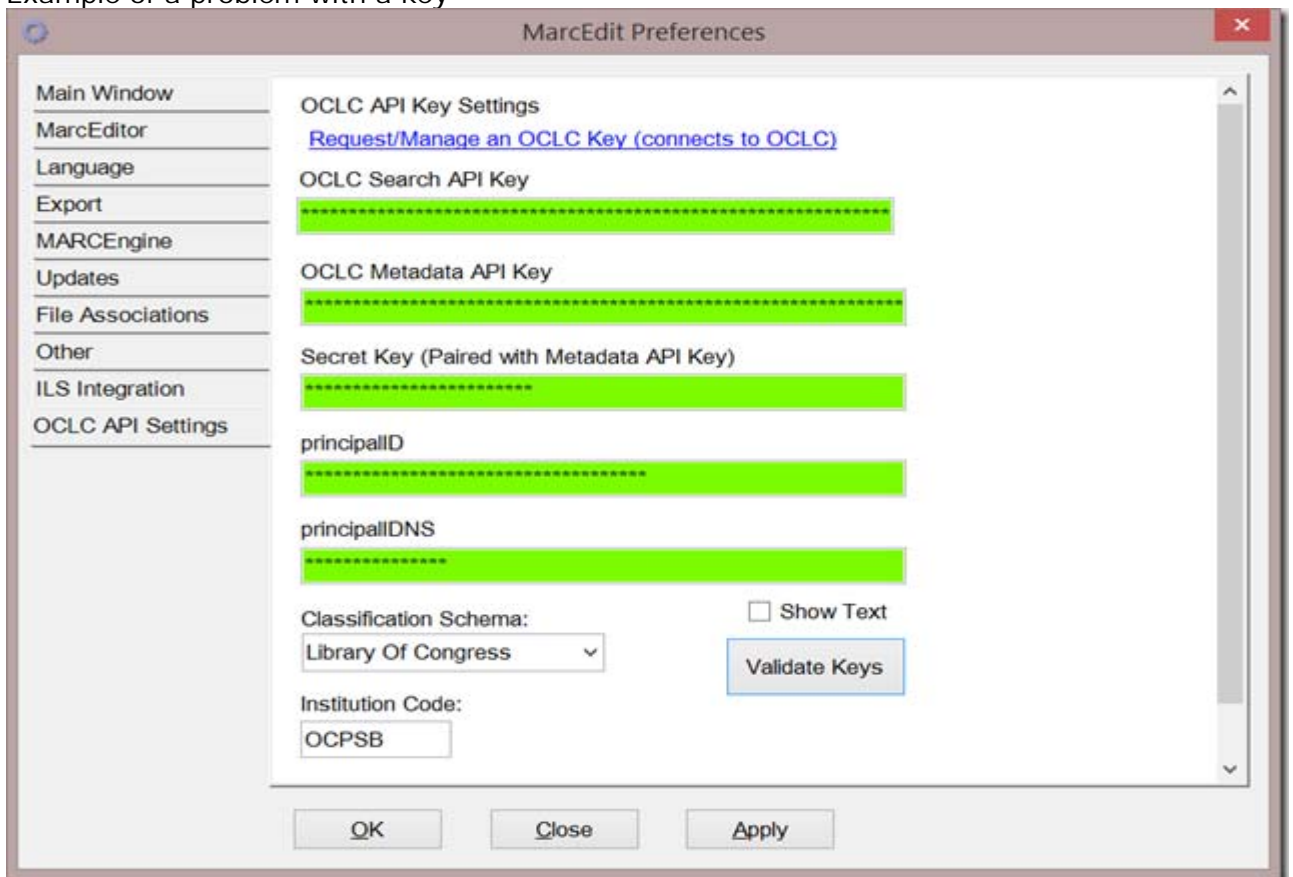 Example of a problem with a key
MarcEdit Preferences
Main Window
MarcEditor
Language
Export
MARCEngine
Updates
File Associations
Other
ILS Integration
OCLC API Settings
OCLC API Key Settings
Request/Manage an OCLC Key (connects to OCLC)
OCLC Search API Key
OCLC Metadata API Key
Secret Key (Paired with Metadata API Key)
principalID
principalIDNS
Classification Schema:
Library Of Congress
Show Text
Validate Keys
Institution Code:
OCPSB
OK
Close
Apply